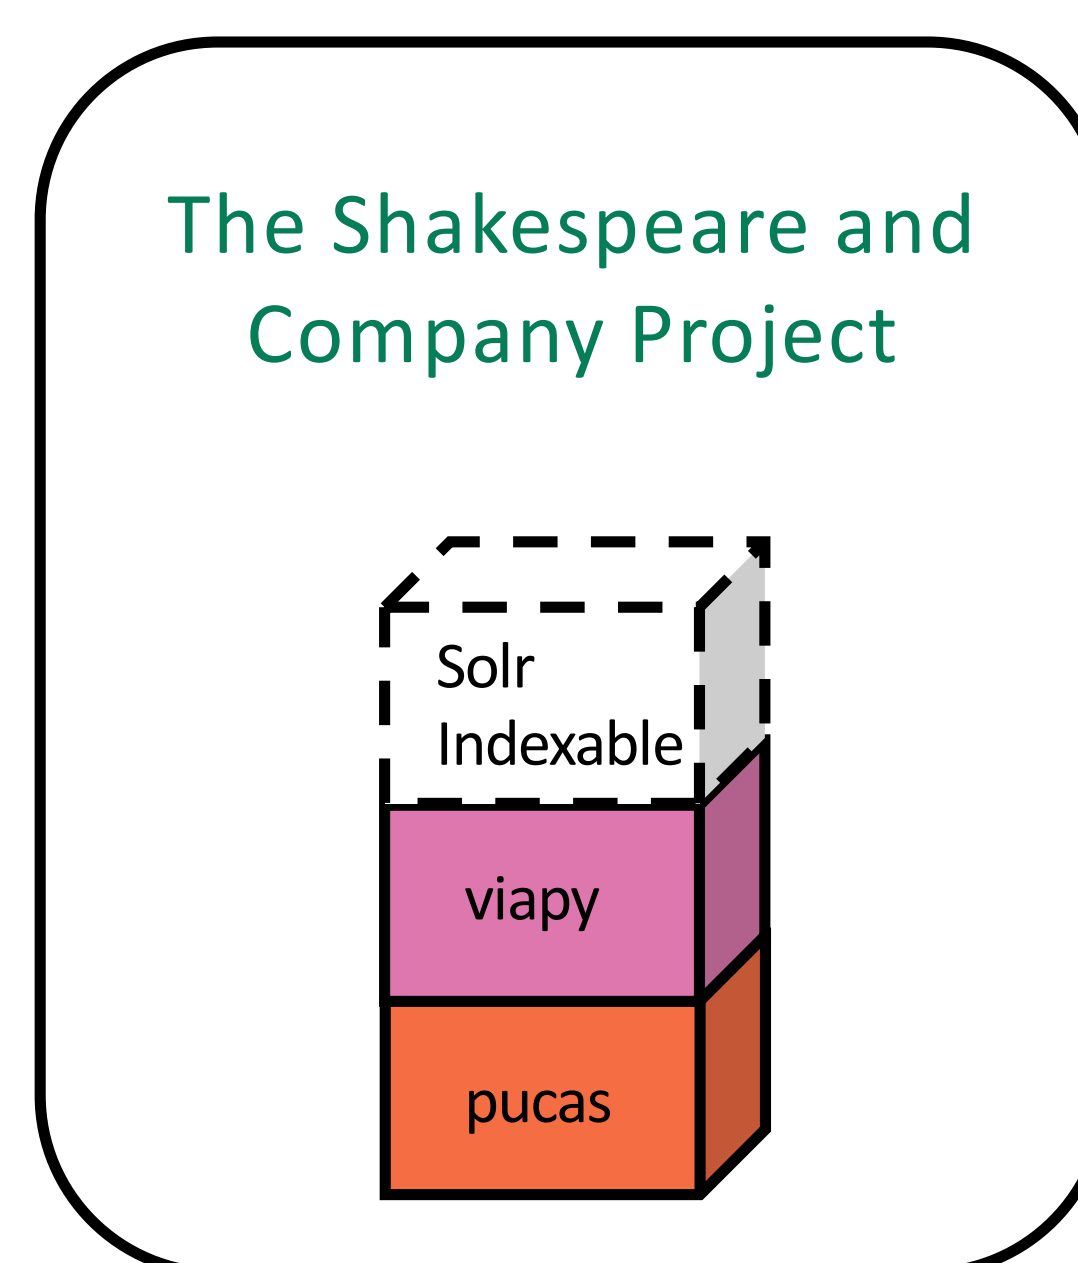 The Shakespeare and
Company Project
Solr
Indexable
viapy
pucas